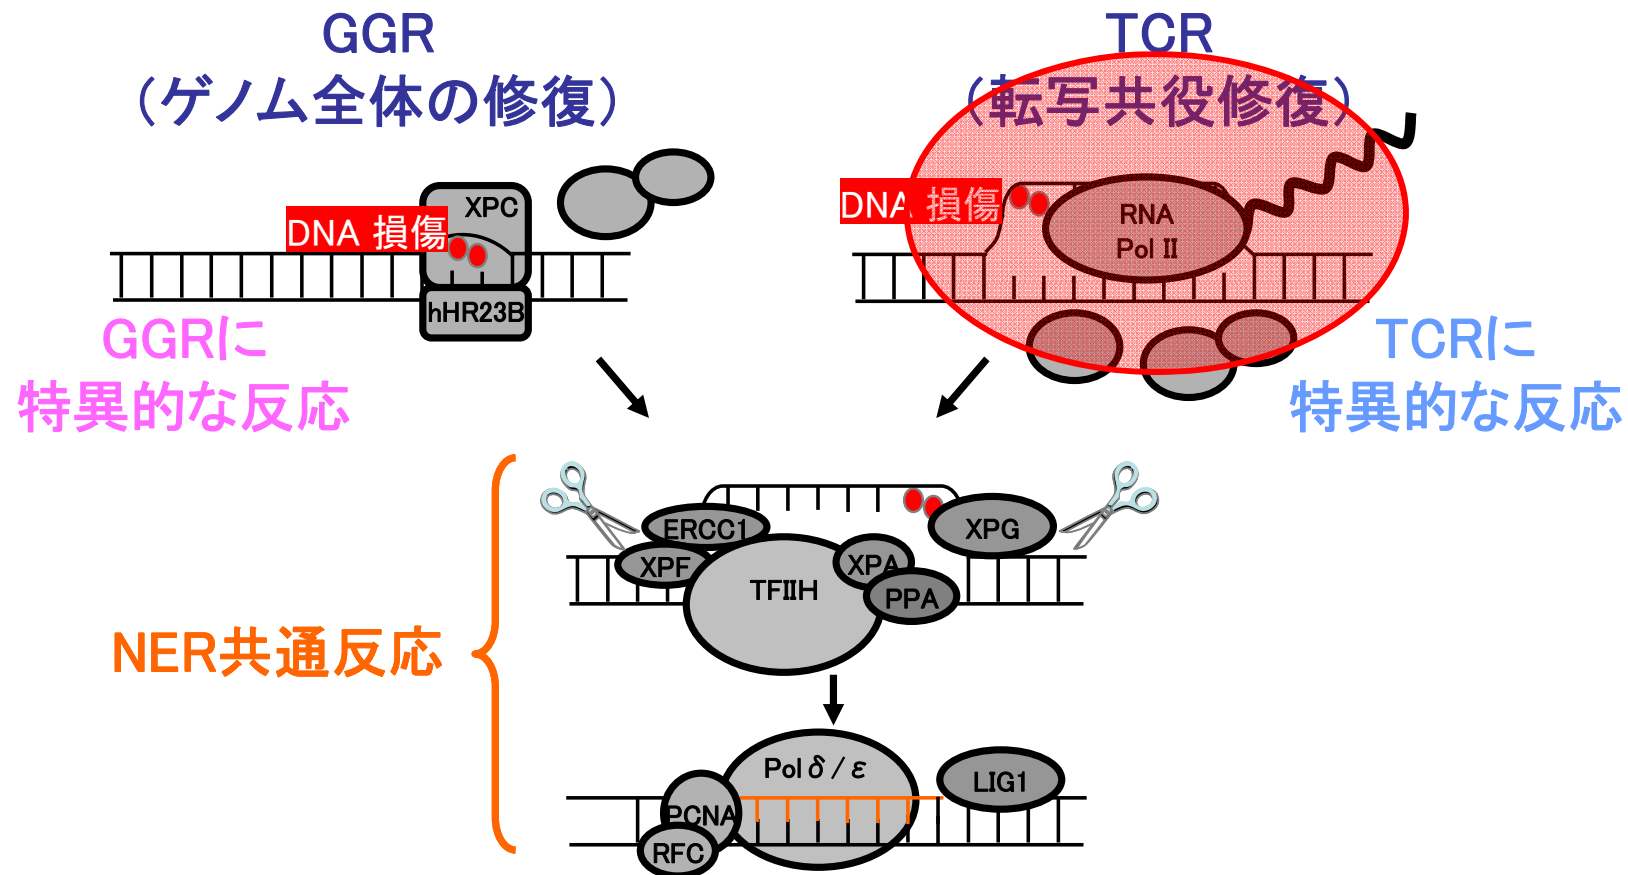 GGR
（ゲノム全体の修復）
TCR
（転写共役修復）
XPC
DNA 損傷
hHR23B
DNA 損傷
RNA
Pol II
GGRに
特異的な反応
TCRに
特異的な反応
ERCC1
XPF
TFIIH
XPA
PPA
XPG
NER共通反応
Pol δ / ε
PCNA
RFC
LIG1